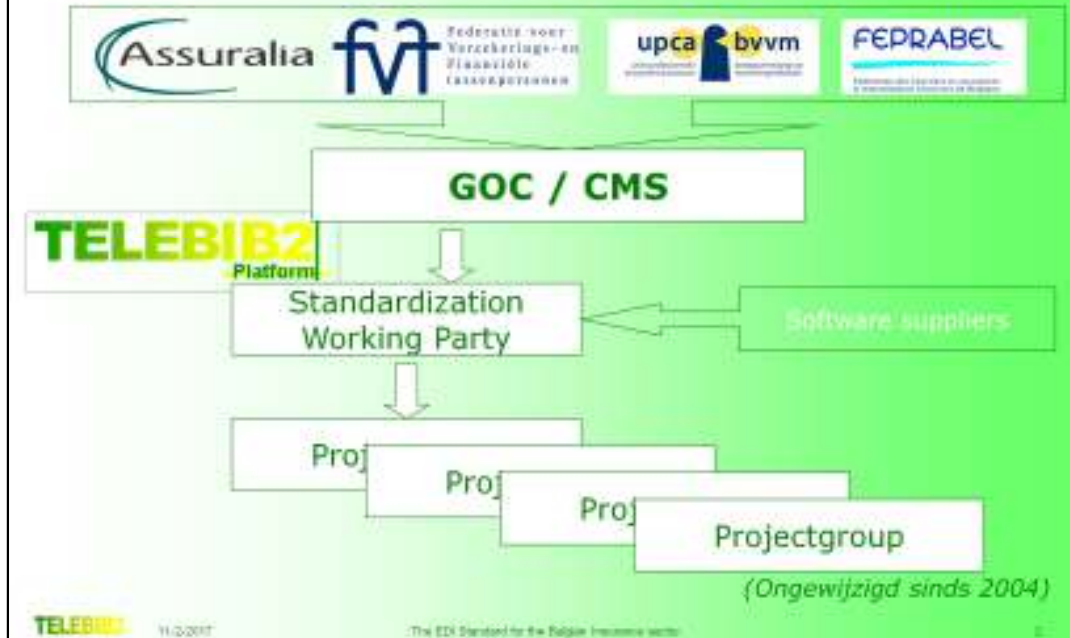 Assuralia
fvf
Federatie voor
Verzekerings- en
Financiële
tussenpersonen
upca bvvm
FEPRABEL
GOC / CMS
TELEBIB2
Platform
Standardization
Working Party
Software suppliers
Proj
Proj
Proj
Projectgroup
(Ongewijzigd sinds 2004)
TELEBIB2 11/2/2017 The EDI Standard for the Belgian Insurance sector